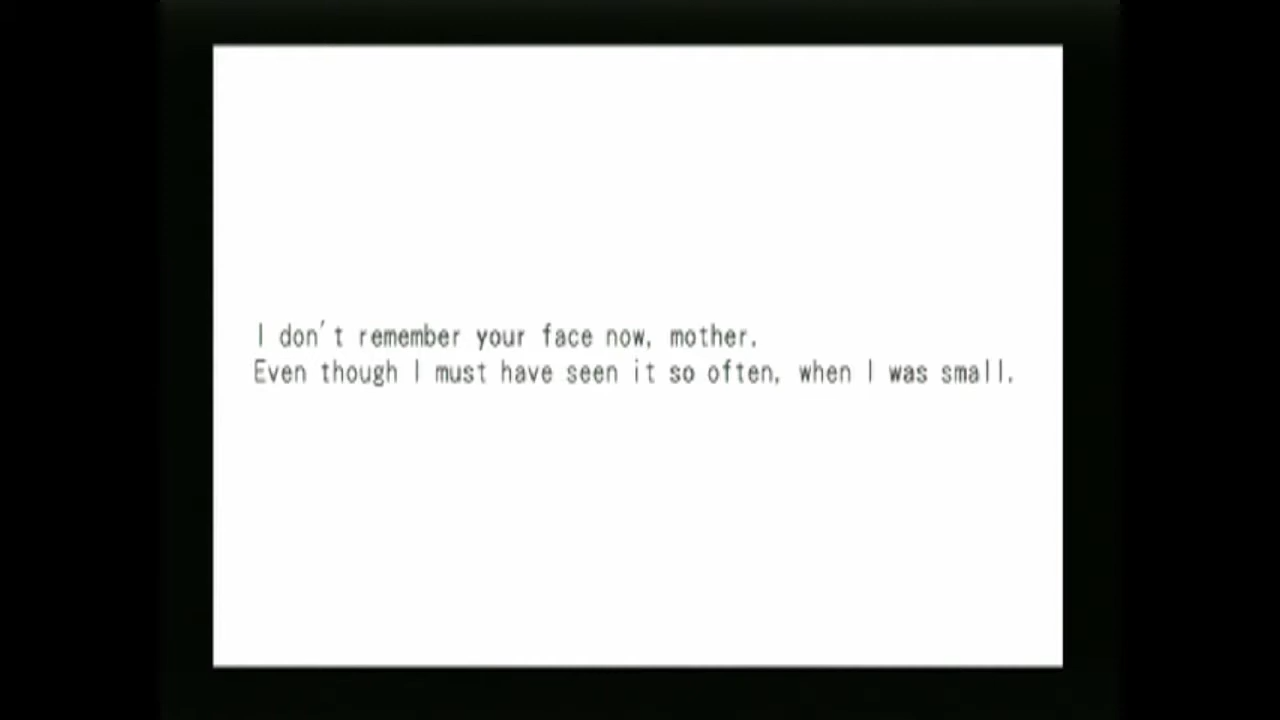 I don't remember your face now, mother.
Even though I must have seen it so often, when I was small.